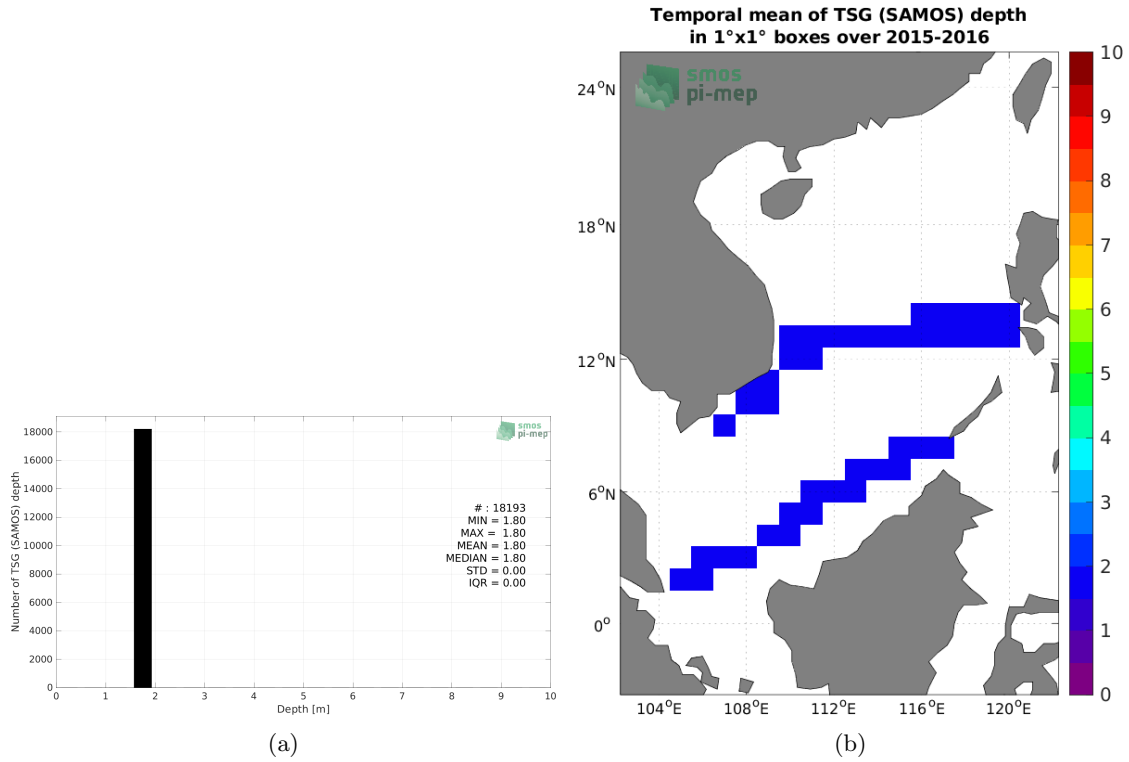 Temporal mean of TSG (SAMOS) depth
in 1°x1° boxes over 2015-2016
smos
pi-mep
24°N
18°N
12°N
6°N
0°
104°E
108°E
112°E
116°E
120°E
10
9
8
7
6
5
4
3
2
1
0
(b)
Number of TSG (SAMOS) depth
18000
16000
14000
12000
10000
8000
6000
4000
2000
0
smos
pi-mep
# : 18193
MIN = 1.80
MAX = 1.80
MEAN = 1.80
MEDIAN = 1.80
STD = 0.00
IQR = 0.00
0 1 2 3 4 5 6 7 8 9 10
Depth [m]
(a)